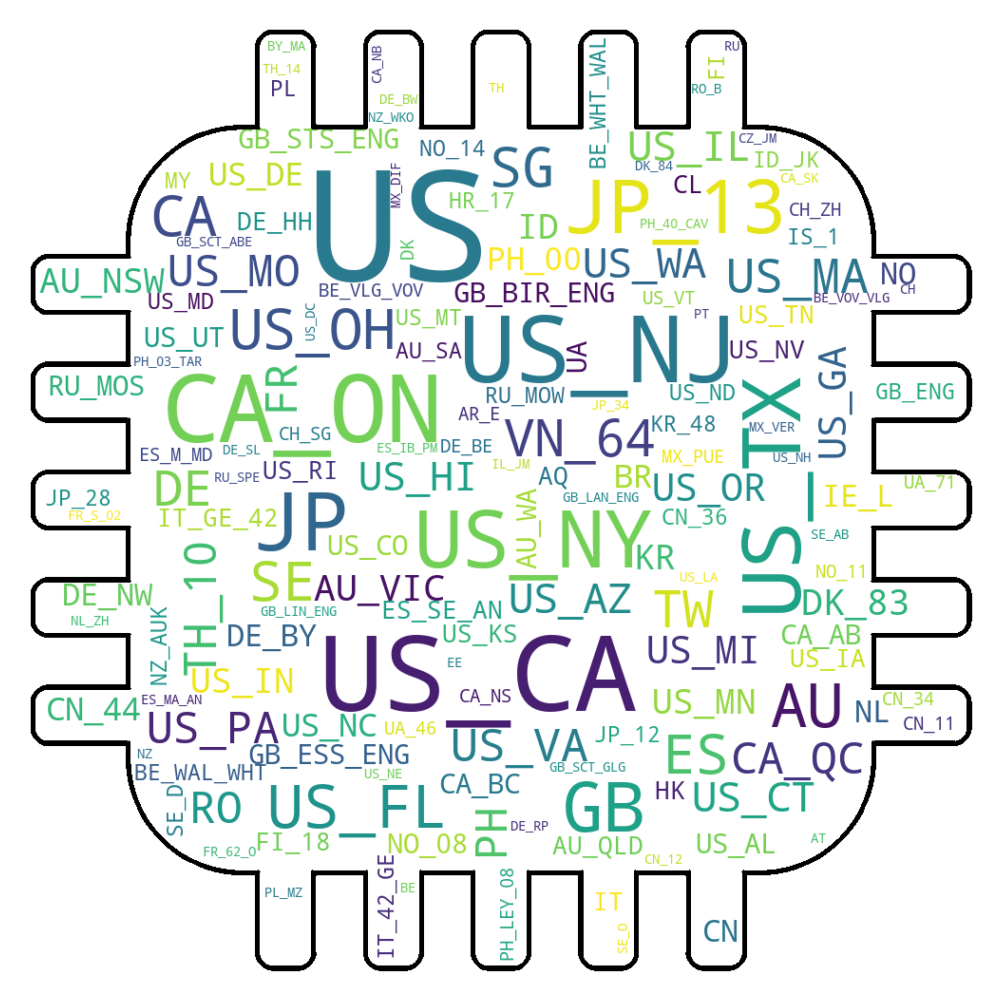 BY_MA
TH_14
PL
CA_NB
DE_BW
NZ_WKO
TH
BE_WHT_WAL
RU
FI
RO_B
GB_STS_ENG
NO_14
SG
US_IL
CZ_JM
ID_JK
DK_84
CA_SK
MY
US_DE
US
MX_DIF
HR_17
JP_13
CL
CA
DE_HH
GB_SCT_ABE
DK
ID
PH_40_CAV
CH_ZH
IS_1
AU_NSW
US_MO
PH_00
US_WA
US_MA
NO
CH
US_MD
BE_VLG_VOV
GB_BIR_ENG
US_VT
BE_VOV_VLG
US_UT
US_OH
US_DC
US_MT
US_NJ
PT
US_TN
PH_03_TAR
AU_SA
UA
US_NV
US_GA
RU_MOS
CA_ON
FR
RU_MOW
JP_34
US_ND
US_TX
GB_ENG
AR_E
CH_SG
VN_64
KR_48
MX_VER
ES_M_MD
DE_SL
ES_IB_PM
DE_BE
US_NH
RU_SPE
US_RI
US_HI
IL_JM
AQ
BR
MX_PUE
DE
US_OR
IE_L
UA_71
JP_28
GB_LAN_ENG
FR_S_02
IT_GE_42
JP
US_CO
US_NY
AU_WA
CN_36
SE_AB
KR
TH_10
SE
AU_VIC
US_LA
NO_11
DE_NW
US_AZ
TW
DK_83
NL_ZH
NZ_AUK
GB_LIN_ENG
ES_SE_AN
DE_BY
US_KS
CA_AB
US_CA
EE
US_MI
US_IA
US_IN
CA_NS
CN_44
ES_MA_AN
US_MN
AU
NL
CN_34
CN_11
US_PA
US_NC
UA_46
JP_12
NZ
GB_ESS_ENG
US_VA
ES
CA_QC
BE_WAL_WHT
US_NE
CA_BC
GB_SCT_GLG
HK
US_CT
SE_D
RO
US_FL
PH
DE_RP
GB
FR_62_O
FI_18
NO_08
AU_QLD
CN_12
US_AL
AT
PL_MZ
IT_42_GE
BE
PH_LEY_08
IT
SE_O
CN